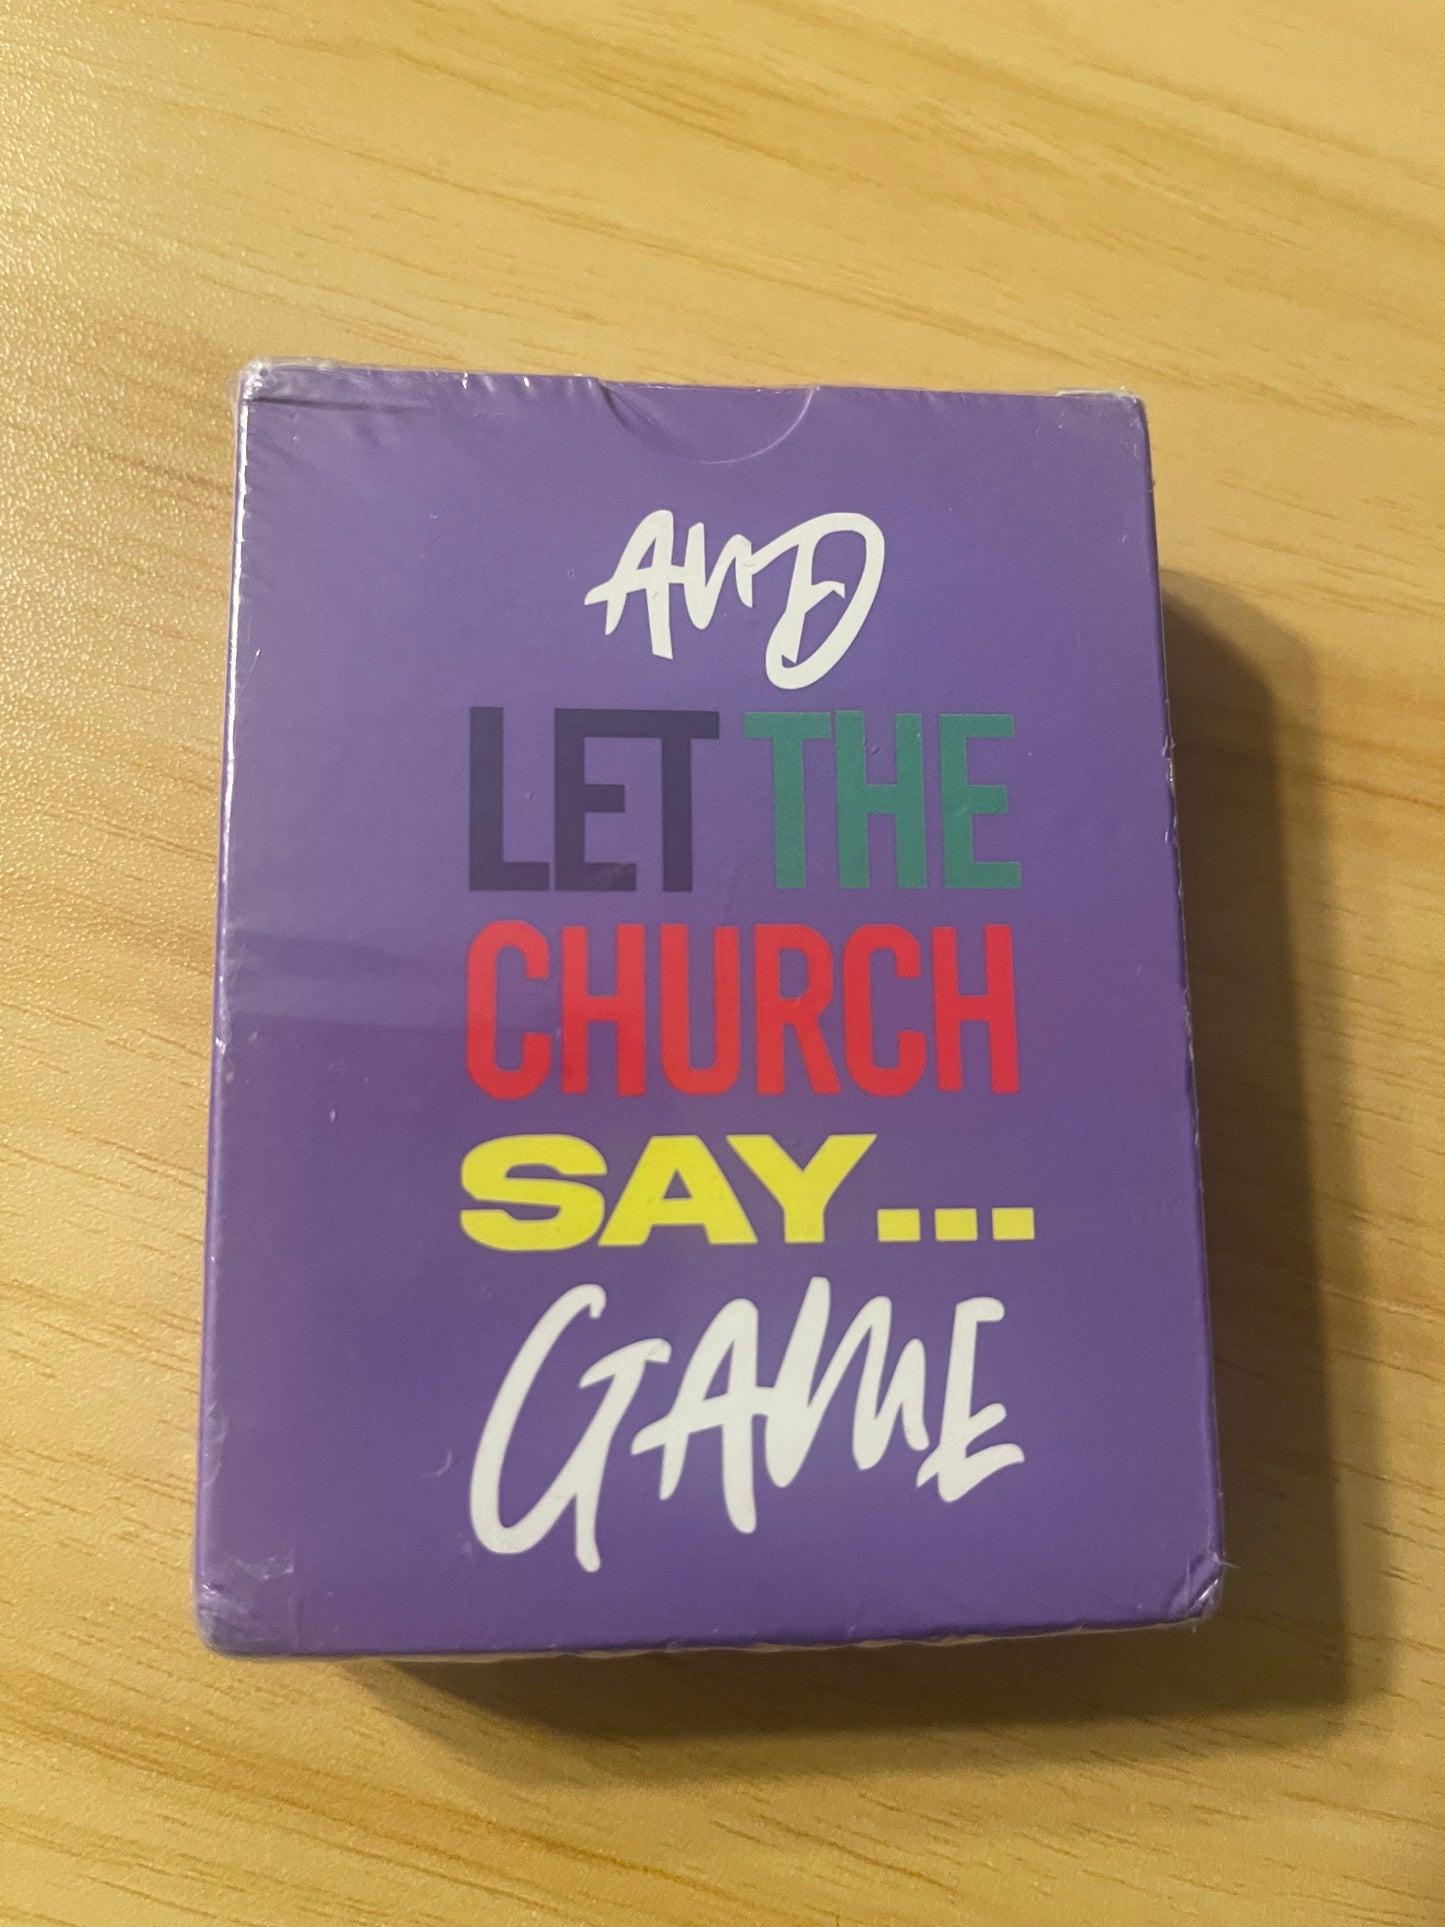 AnD
LET THE
CHURCH
SAY...
GAME